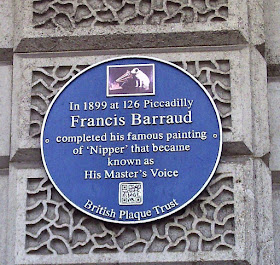 In 1899 at 126 Piccadilly
Francis Barraud
completed his famous painting
of 'Nipper' that became
known as
His Master's Voice
British Plaque Trust